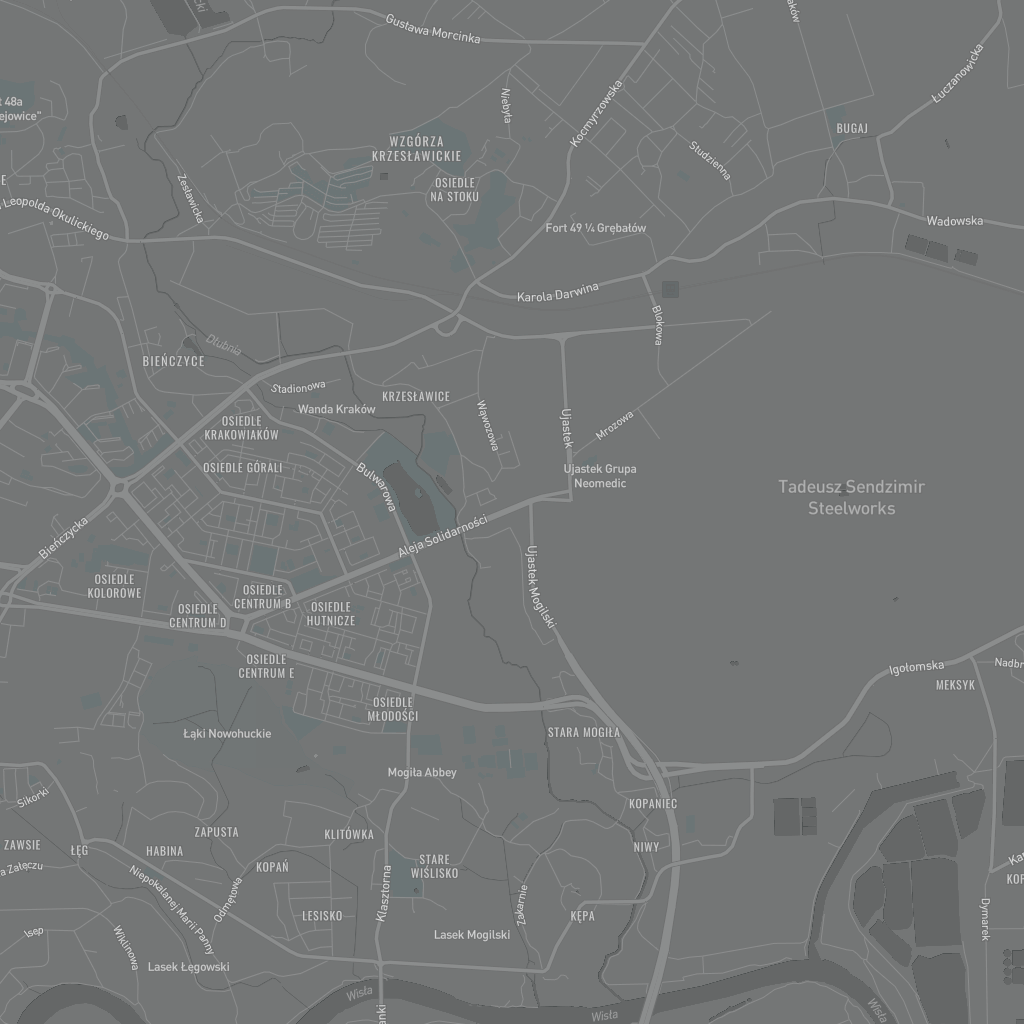 Gustawa Morcinka
Łuczanowicka
Kocmyrzowska
Niebyła
BUGAJ
WZGÓRZA
KRZESŁAWICKIE
Studzienna
OSIEDLE
NA STOKU
Zesławicka
Leopolda Okulickiego
Wadowska
Fort 49 ¼ Grębałów
Karola Darwina
Blokowa
Dłubnia
BIEŃCZYCE
Stadionowa
KRZESŁAWICE
Wanda Kraków
Wąwozowa
Ujastek
Mrozowa
OSIEDLE
KRAKOWIAKÓW
OSIEDLE GÓRALI
Bulwarowa
Ujastek Grupa
Neomedic
Tadeusz Sendzimir
Steelworks
Bieńczycka
Aleja Solidarności
Ujastek Mogilski
OSIEDLE
KOLOROWE
OSIEDLE
CENTRUM B
OSIEDLE
CENTRUM D
OSIEDLE
HUTNICZE
OSIEDLE
CENTRUM E
Igołomska
MEKSYK
OSIEDLE
MŁODOŚCI
Łąki Nowohuckie
STARA MOGIŁA
Mogiła Abbey
Sikorki
KOPANIEC
ZAPUSTA
KLITÓWKA
ZAWSIE
ŁĘG
HABINA
NIWY
KOPAŃ
STARE
WIŚLISKO
Niepokalanej Marii Panny
Odmętowa
Klasztorna
Zakarnie
LESISKO
KĘPA
Dymarek
Wiklinowa
Lasek Mogilski
Lasek Łęgowski
Wisła
Wisła
Wisła